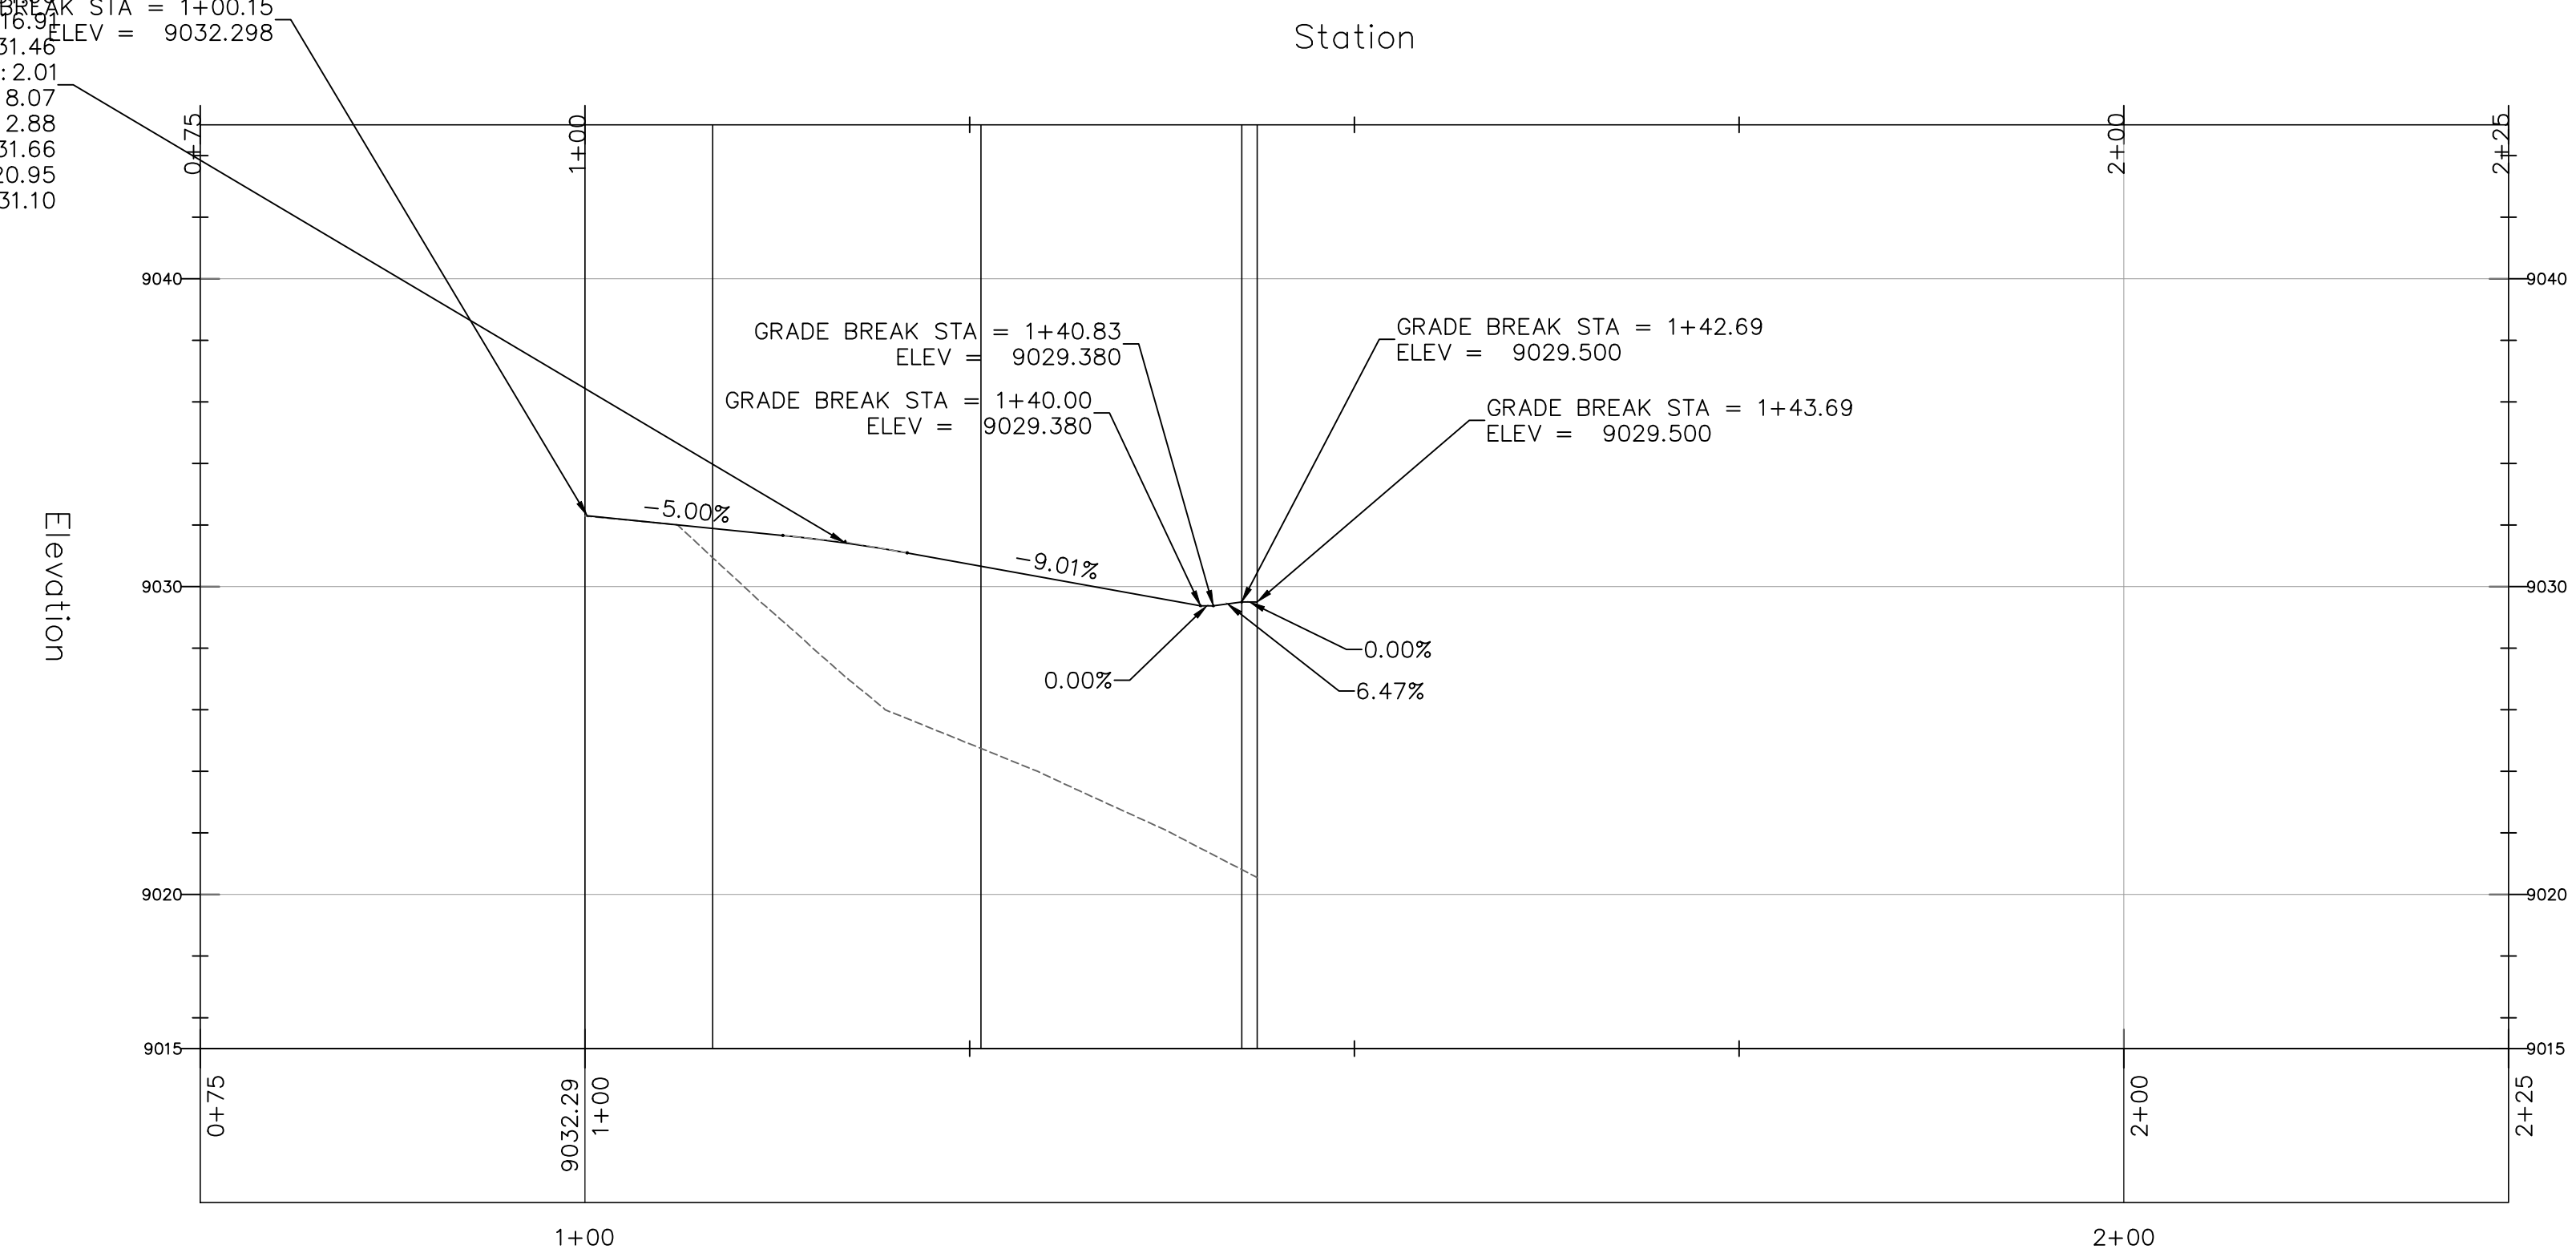 BREAK STA = 1+00.15
ELEV = 9032.298
16.91
31.46
: 2.01
8.07
2.88
31.66
20.95
31.10
Station
0+75
1+00
2+00
2+25
9040
9040
GRADE BREAK STA = 1+40.83
ELEV = 9029.380
GRADE BREAK STA = 1+42.69
ELEV = 9029.500
GRADE BREAK STA = 1+40.00
ELEV = 9029.380
GRADE BREAK STA = 1+43.69
ELEV = 9029.500
Elevation
-5.00%
-9.01%
9030
9030
0.00%
0.00%
6.47%
9020
9020
9015
9015
0+75
9032.29
1+00
2+00
2+25
1+00
2+00